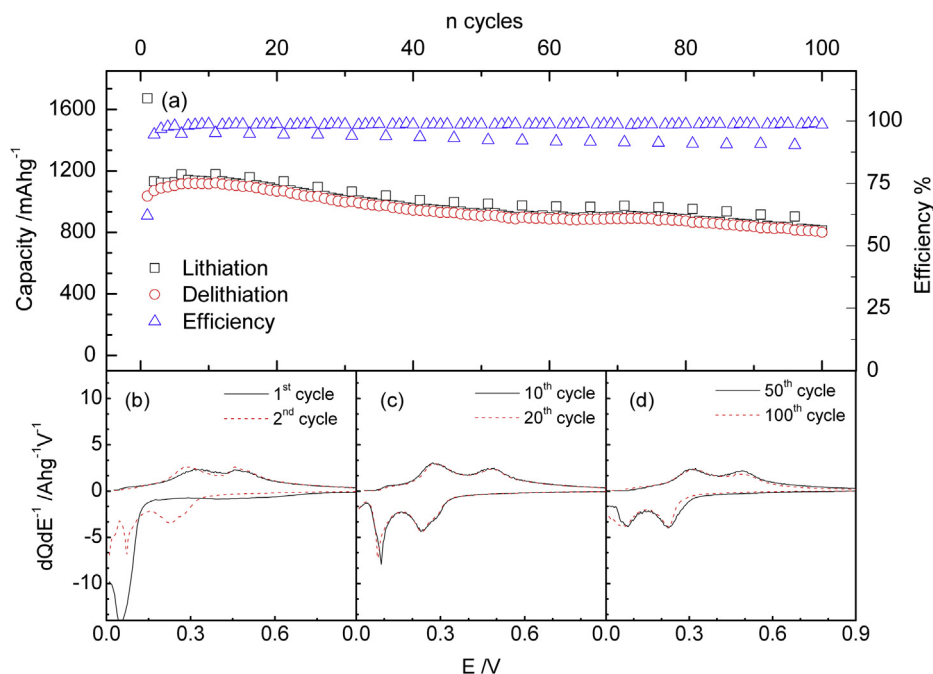 n cycles
0 20 40 60 80 100
(a)
1600
1200
800
400
0
Capacity /mAhg⁻¹
100
75
50
25
0
Efficiency %
Lithiation
Delithiation
Efficiency
(b)
1ˢᵗ cycle
2ⁿᵈ cycle
(c)
10ᵗʰ cycle
20ᵗʰ cycle
(d)
50ᵗʰ cycle
100ᵗʰ cycle
10
5
0
-5
-10
dQdE⁻¹ /Ahg⁻¹V⁻¹
0.0 0.3 0.6 0.0 0.3 0.6 0.0 0.3 0.6 0.9
E /V